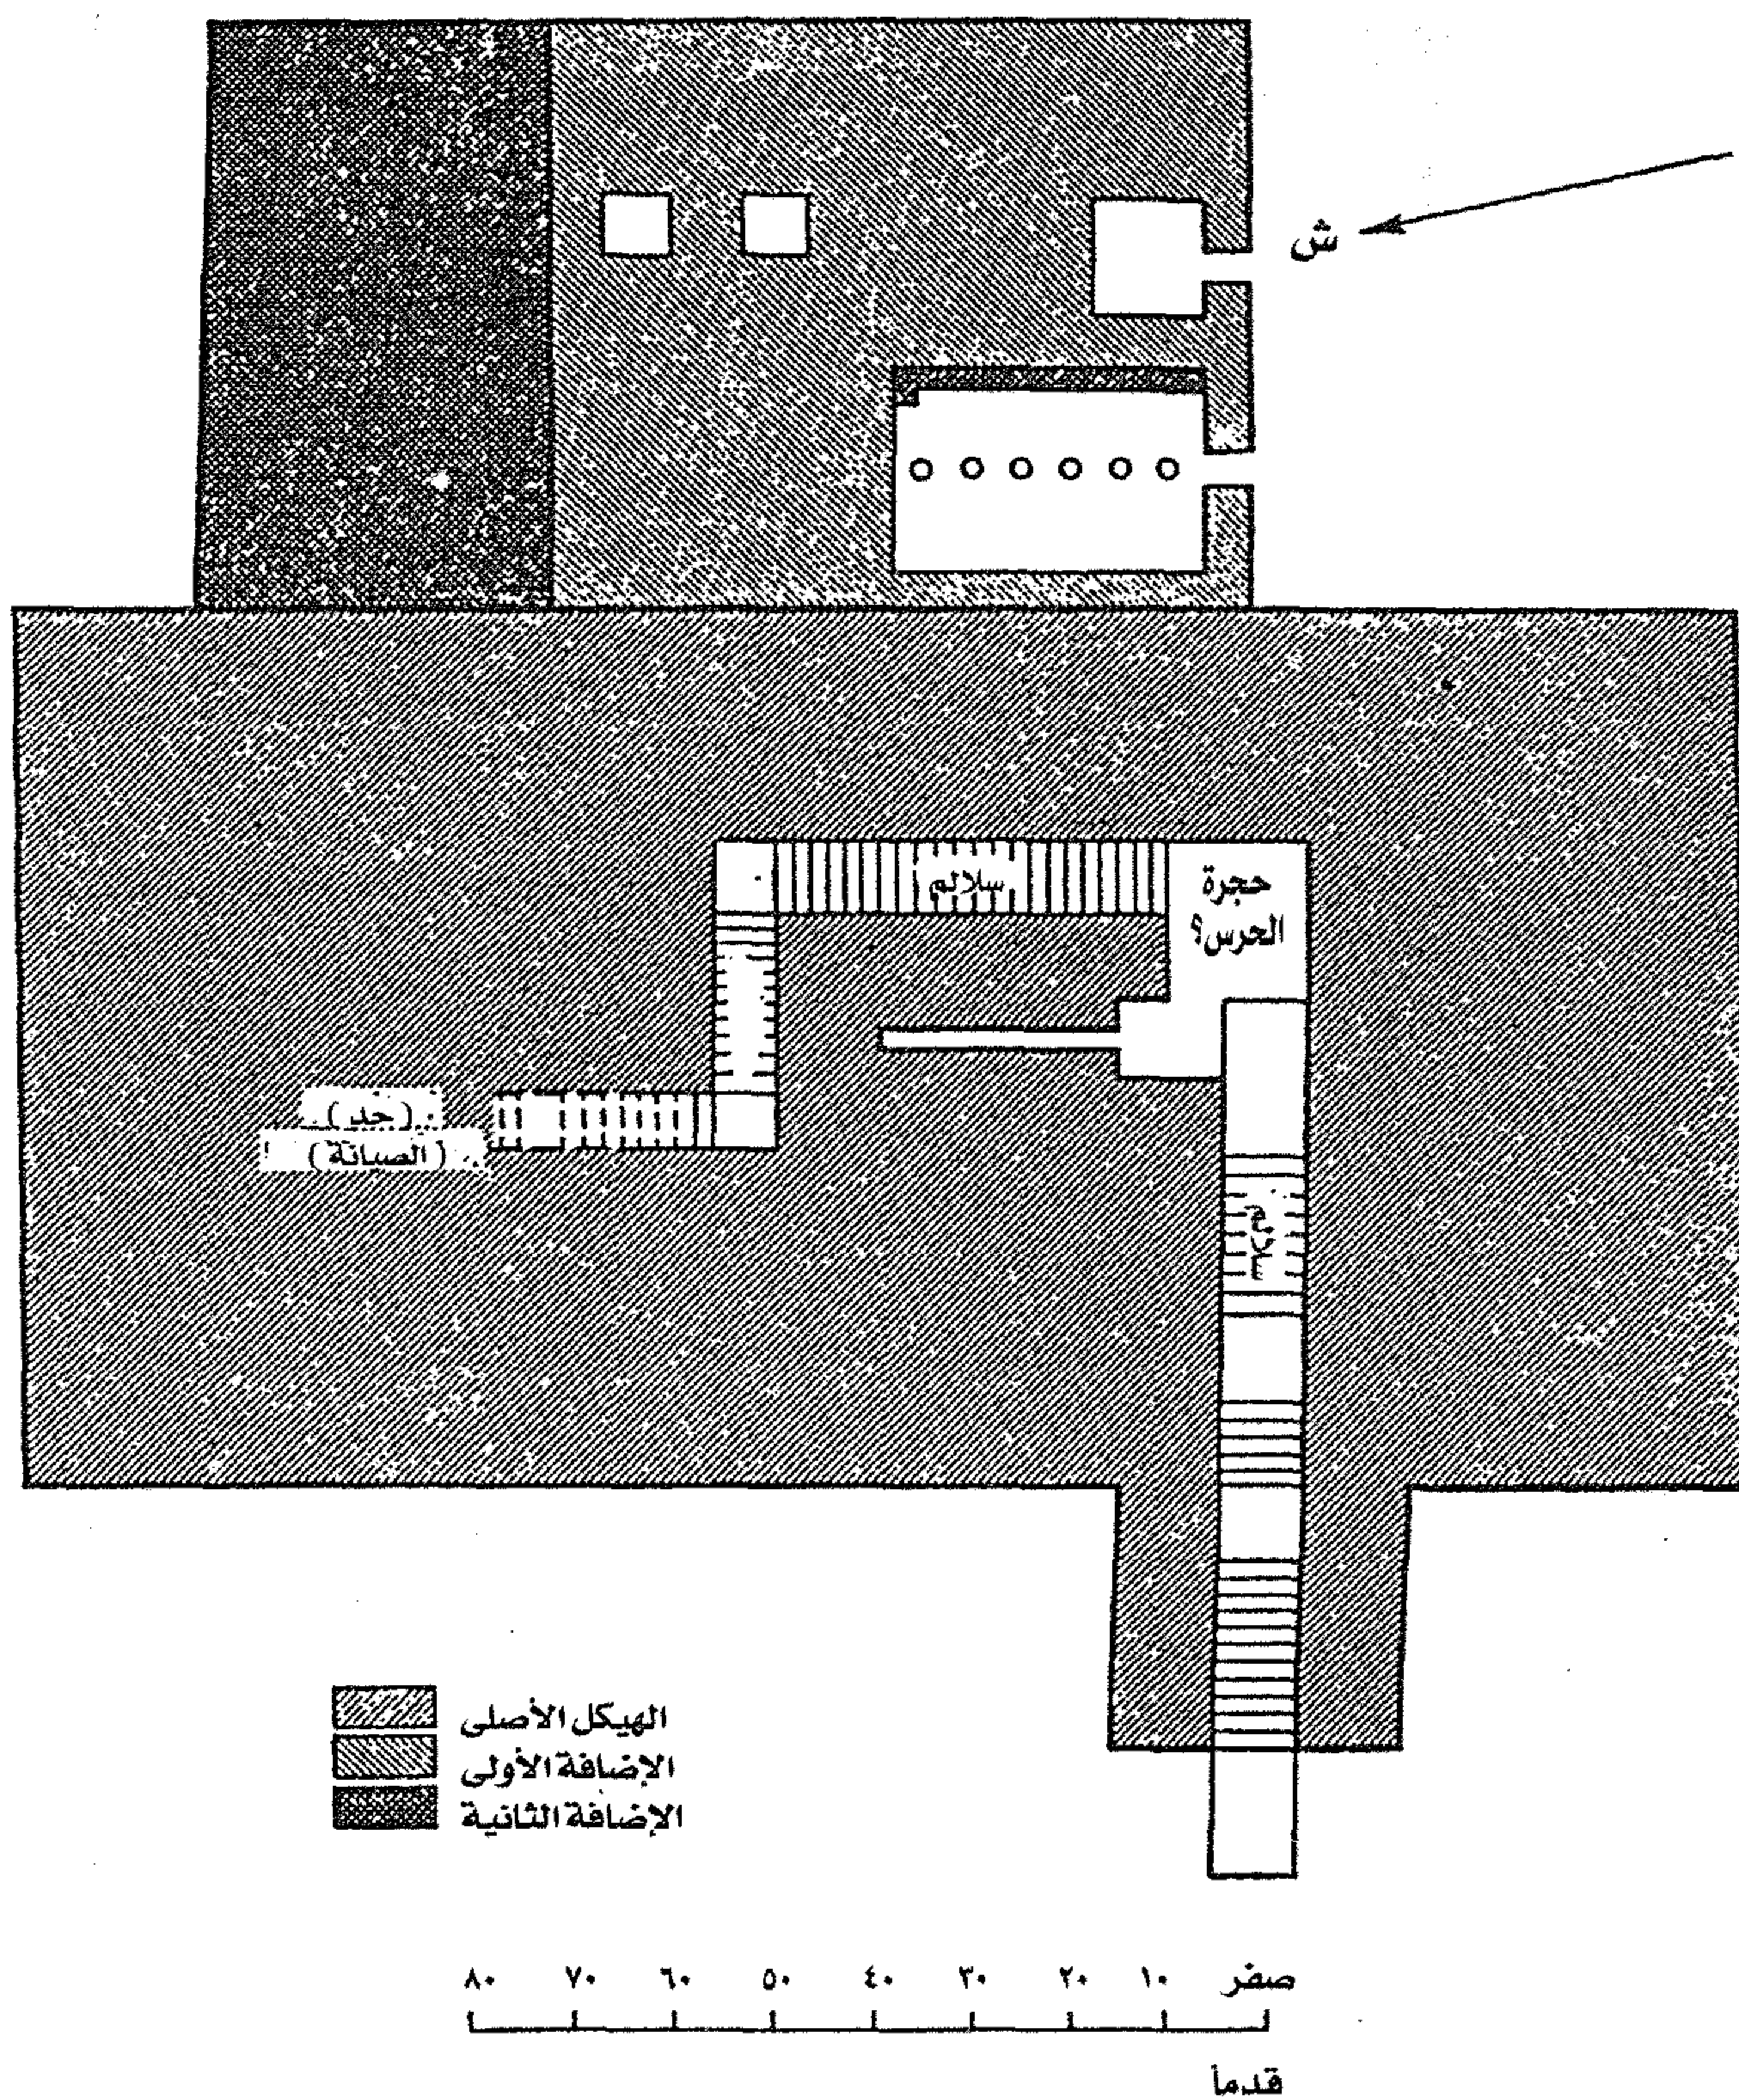 ش
سلالم
حجرة
الحرس؟
(حد)
(الصيانة)
سلالم
الهيكل الأصلى
الإضافة الأولى
الإضافة الثانية
صفر ١٠ ٢٠ ٣٠ ٤٠ ٥٠ ٦٠ ٧٠ ٨٠
قدماً